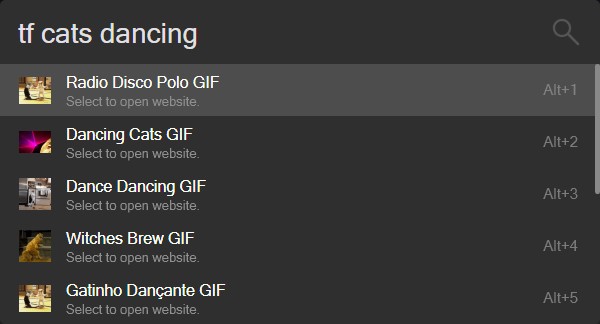 tf cats dancing
Radio Disco Polo GIF
Select to open website.
Alt+1
Dancing Cats GIF
Select to open website.
Alt+2
Dance Dancing GIF
Select to open website.
Alt+3
Witches Brew GIF
Select to open website.
Alt+4
Gatinho Dançante GIF
Select to open website.
Alt+5